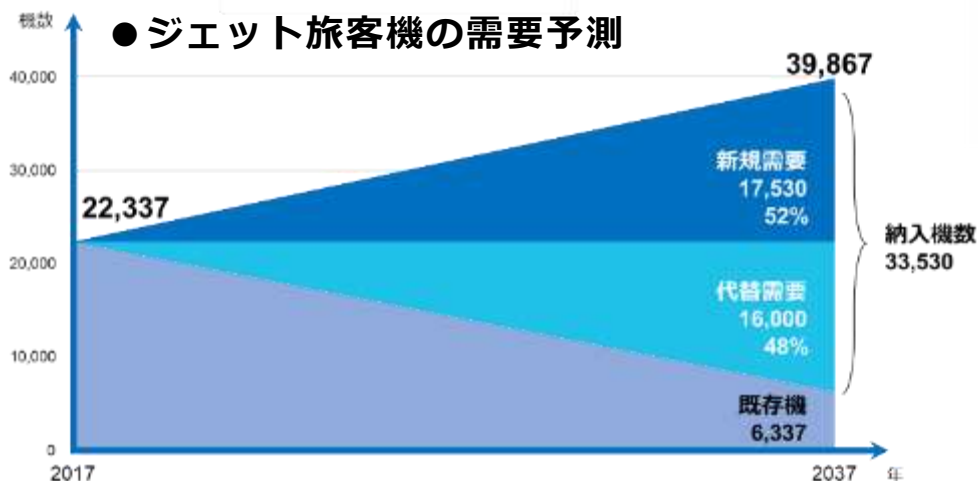 機数
●ジェット旅客機の需要予測
40,000
39,867
30,000
新規需要
17,530
52%
22,337
納入機数
33,530
20,000
代替需要
16,000
48%
10,000
既存機
6,337
0
2017
2037
年